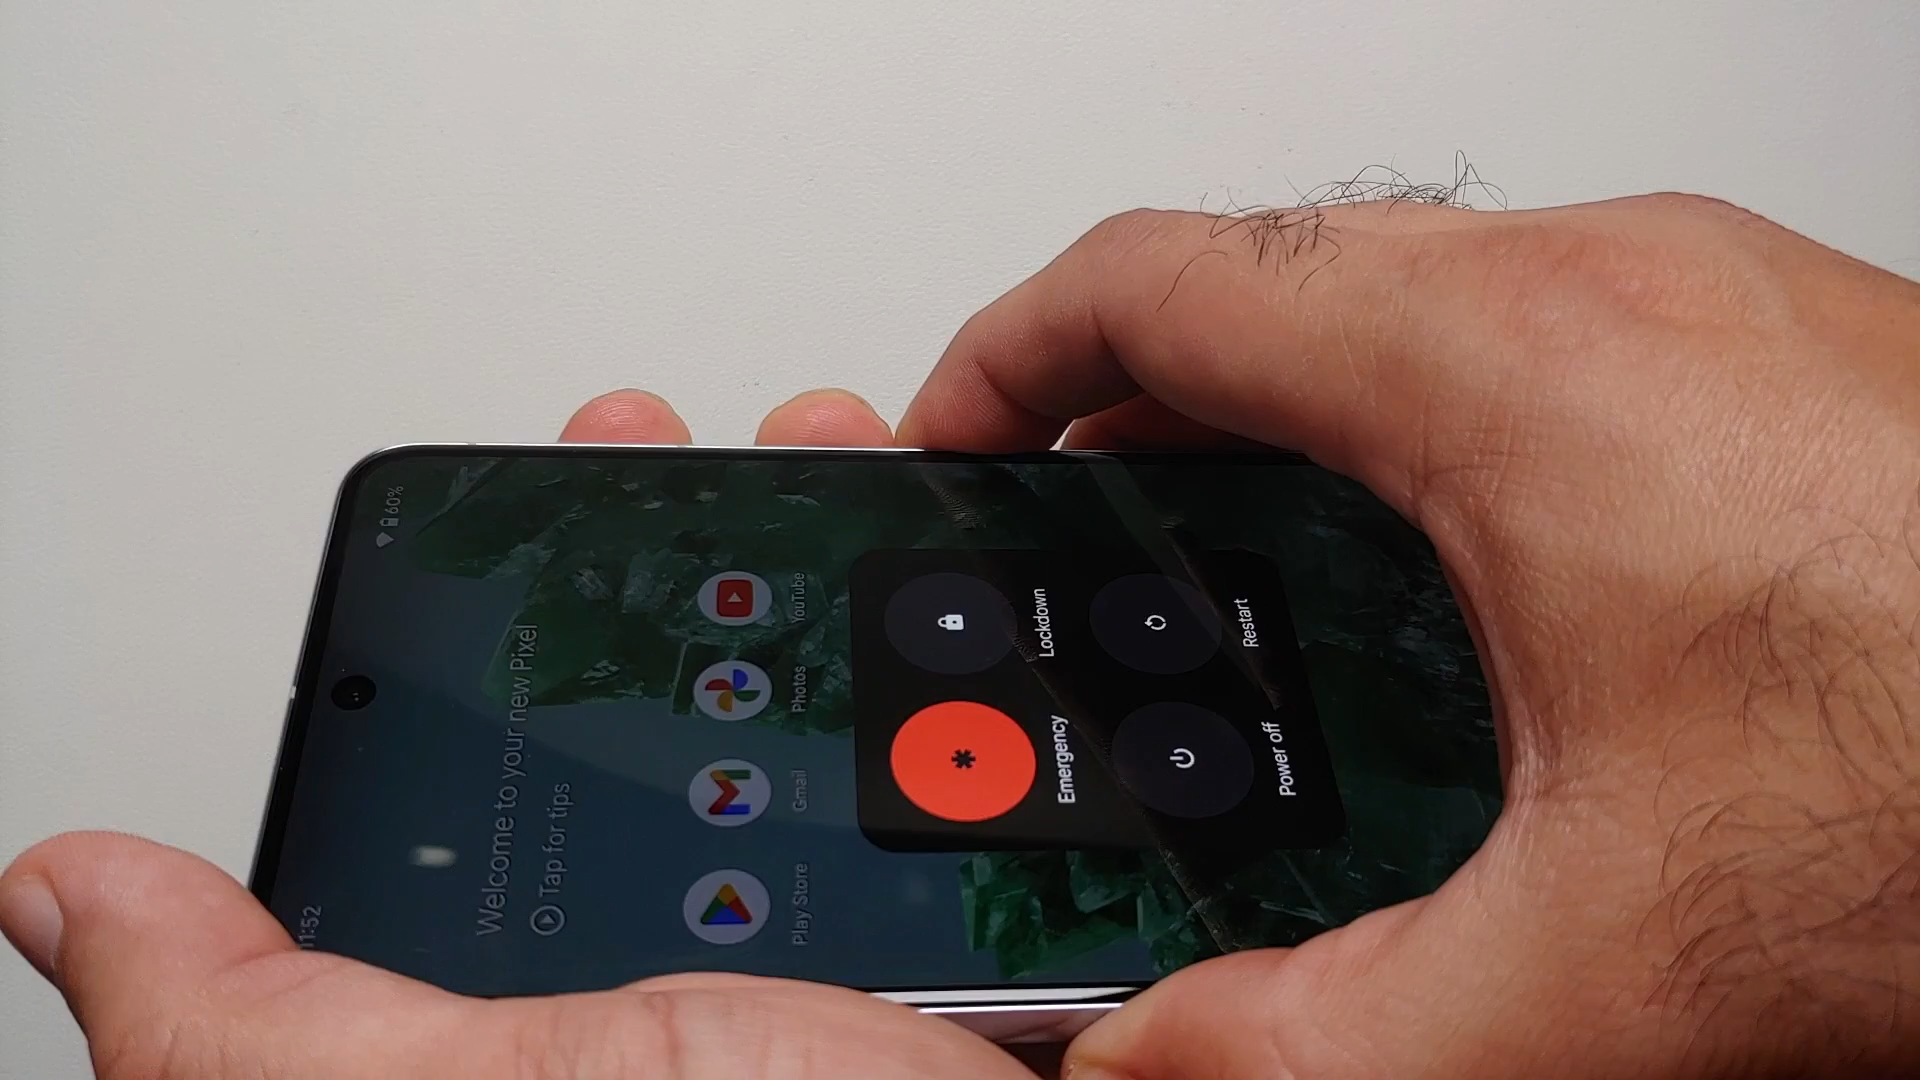 11:52
60%
Welcome to your new Pixel
Tap for tips
Play Store
Gmail
Photos
YouTube
Emergency
Lockdown
Power off
Restart